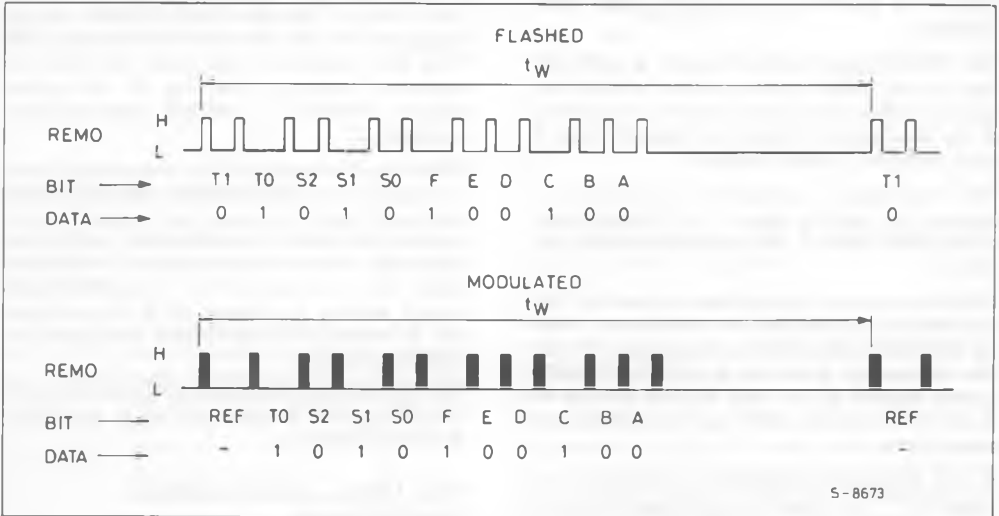 FLASHED
tW
REMO H
L
BIT T1 T0 S2 S1 S0 F E D C B A T1
DATA 0 1 0 1 0 1 0 0 1 0 0 0
MODULATED
tW
REMO H
L
BIT REF T0 S2 S1 S0 F E D C B A REF
DATA - 1 0 1 0 1 0 0 1 0 0 -
S-8673